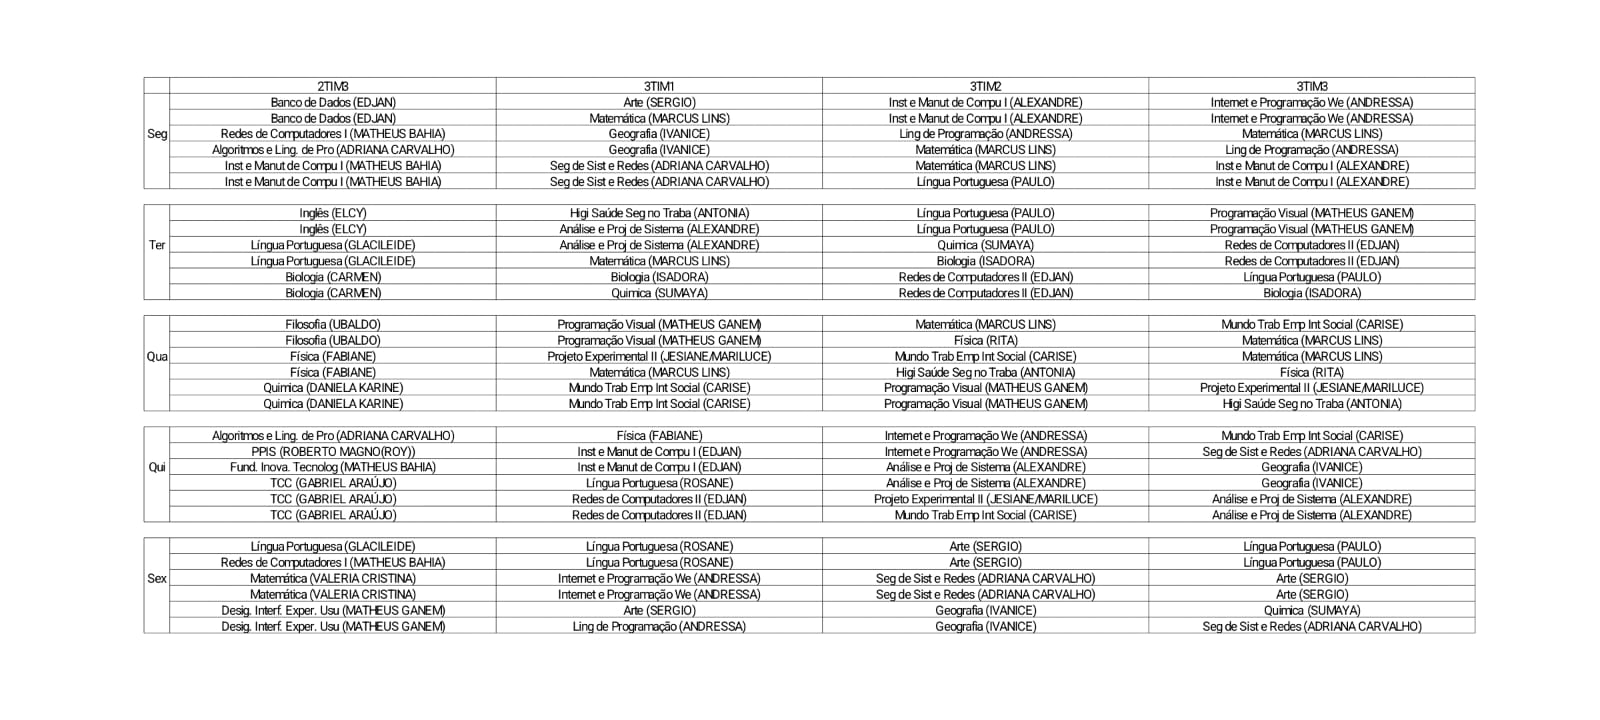 2TIM3 3TIM1 3TIM2 3TIM3
Banco de Dados (EDJAN) Arte (SERGIO) Inst e Manut de Compu I (ALEXANDRE) Internet e Programação We (ANDRESSA)
Banco de Dados (EDJAN) Matemática (MARCUS LINS) Inst e Manut de Compu I (ALEXANDRE) Internet e Programação We (ANDRESSA)
Seg Redes de Computadores I (MATHEUS BAHIA) Geografia (IVANICE) Ling de Programação (ANDRESSA) Matemática (MARCUS LINS)
Algoritmos e Ling. de Pro (ADRIANA CARVALHO) Geografia (IVANICE) Matemática (MARCUS LINS) Ling de Programação (ANDRESSA)
Inst e Manut de Compu I (MATHEUS BAHIA) Seg de Sist e Redes (ADRIANA CARVALHO) Matemática (MARCUS LINS) Inst e Manut de Compu I (ALEXANDRE)
Inst e Manut de Compu I (MATHEUS BAHIA) Seg de Sist e Redes (ADRIANA CARVALHO) Língua Portuguesa (PAULO) Inst e Manut de Compu I (ALEXANDRE)
Inglês (ELCY) Higi Saúde Seg no Traba (ANTONIA) Língua Portuguesa (PAULO) Programação Visual (MATHEUS GANEM)
Inglês (ELCY) Análise e Proj de Sistema (ALEXANDRE) Língua Portuguesa (PAULO) Programação Visual (MATHEUS GANEM)
Ter Língua Portuguesa (GLACILEIDE) Análise e Proj de Sistema (ALEXANDRE) Quimica (SUMAYA) Redes de Computadores II (EDJAN)
Língua Portuguesa (GLACILEIDE) Matemática (MARCUS LINS) Biologia (ISADORA) Redes de Computadores II (EDJAN)
Biologia (CARMEN) Biologia (ISADORA) Redes de Computadores II (EDJAN) Língua Portuguesa (PAULO)
Biologia (CARMEN) Quimica (SUMAYA) Redes de Computadores II (EDJAN) Biologia (ISADORA)
Filosofia (UBALDO) Programação Visual (MATHEUS GANEM) Matemática (MARCUS LINS) Mundo Trab Emp Int Social (CARISE)
Filosofia (UBALDO) Programação Visual (MATHEUS GANEM) Física (RITA) Matemática (MARCUS LINS)
Qua Física (FABIANE) Projeto Experimental II (JESIANE/MARILUCE) Mundo Trab Emp Int Social (CARISE) Matemática (MARCUS LINS)
Física (FABIANE) Matemática (MARCUS LINS) Higi Saúde Seg no Traba (ANTONIA) Física (RITA)
Quimica (DANIELA KARINE) Mundo Trab Emp Int Social (CARISE) Programação Visual (MATHEUS GANEM) Projeto Experimental II (JESIANE/MARILUCE)
Quimica (DANIELA KARINE) Mundo Trab Emp Int Social (CARISE) Programação Visual (MATHEUS GANEM) Higi Saúde Seg no Traba (ANTONIA)
Algoritmos e Ling. de Pro (ADRIANA CARVALHO) Física (FABIANE) Internet e Programação We (ANDRESSA) Mundo Trab Emp Int Social (CARISE)
PPIS (ROBERTO MAGNO(ROY)) Inst e Manut de Compu I (EDJAN) Internet e Programação We (ANDRESSA) Seg de Sist e Redes (ADRIANA CARVALHO)
Qui Fund. Inova. Tecnolog (MATHEUS BAHIA) Inst e Manut de Compu I (EDJAN) Análise e Proj de Sistema (ALEXANDRE) Geografia (IVANICE)
TCC (GABRIEL ARAÚJO) Língua Portuguesa (ROSANE) Análise e Proj de Sistema (ALEXANDRE) Geografia (IVANICE)
TCC (GABRIEL ARAÚJO) Redes de Computadores II (EDJAN) Projeto Experimental II (JESIANE/MARILUCE) Análise e Proj de Sistema (ALEXANDRE)
TCC (GABRIEL ARAÚJO) Redes de Computadores II (EDJAN) Mundo Trab Emp Int Social (CARISE) Análise e Proj de Sistema (ALEXANDRE)
Língua Portuguesa (GLACILEIDE) Língua Portuguesa (ROSANE) Arte (SERGIO) Língua Portuguesa (PAULO)
Redes de Computadores I (MATHEUS BAHIA) Língua Portuguesa (ROSANE) Arte (SERGIO) Língua Portuguesa (PAULO)
Sex Matemática (VALERIA CRISTINA) Internet e Programação We (ANDRESSA) Seg de Sist e Redes (ADRIANA CARVALHO) Arte (SERGIO)
Matemática (VALERIA CRISTINA) Internet e Programação We (ANDRESSA) Seg de Sist e Redes (ADRIANA CARVALHO) Arte (SERGIO)
Desig. Interf. Exper. Usu (MATHEUS GANEM) Arte (SERGIO) Geografia (IVANICE) Quimica (SUMAYA)
Desig. Interf. Exper. Usu (MATHEUS GANEM) Ling de Programação (ANDRESSA) Geografia (IVANICE) Seg de Sist e Redes (ADRIANA CARVALHO)